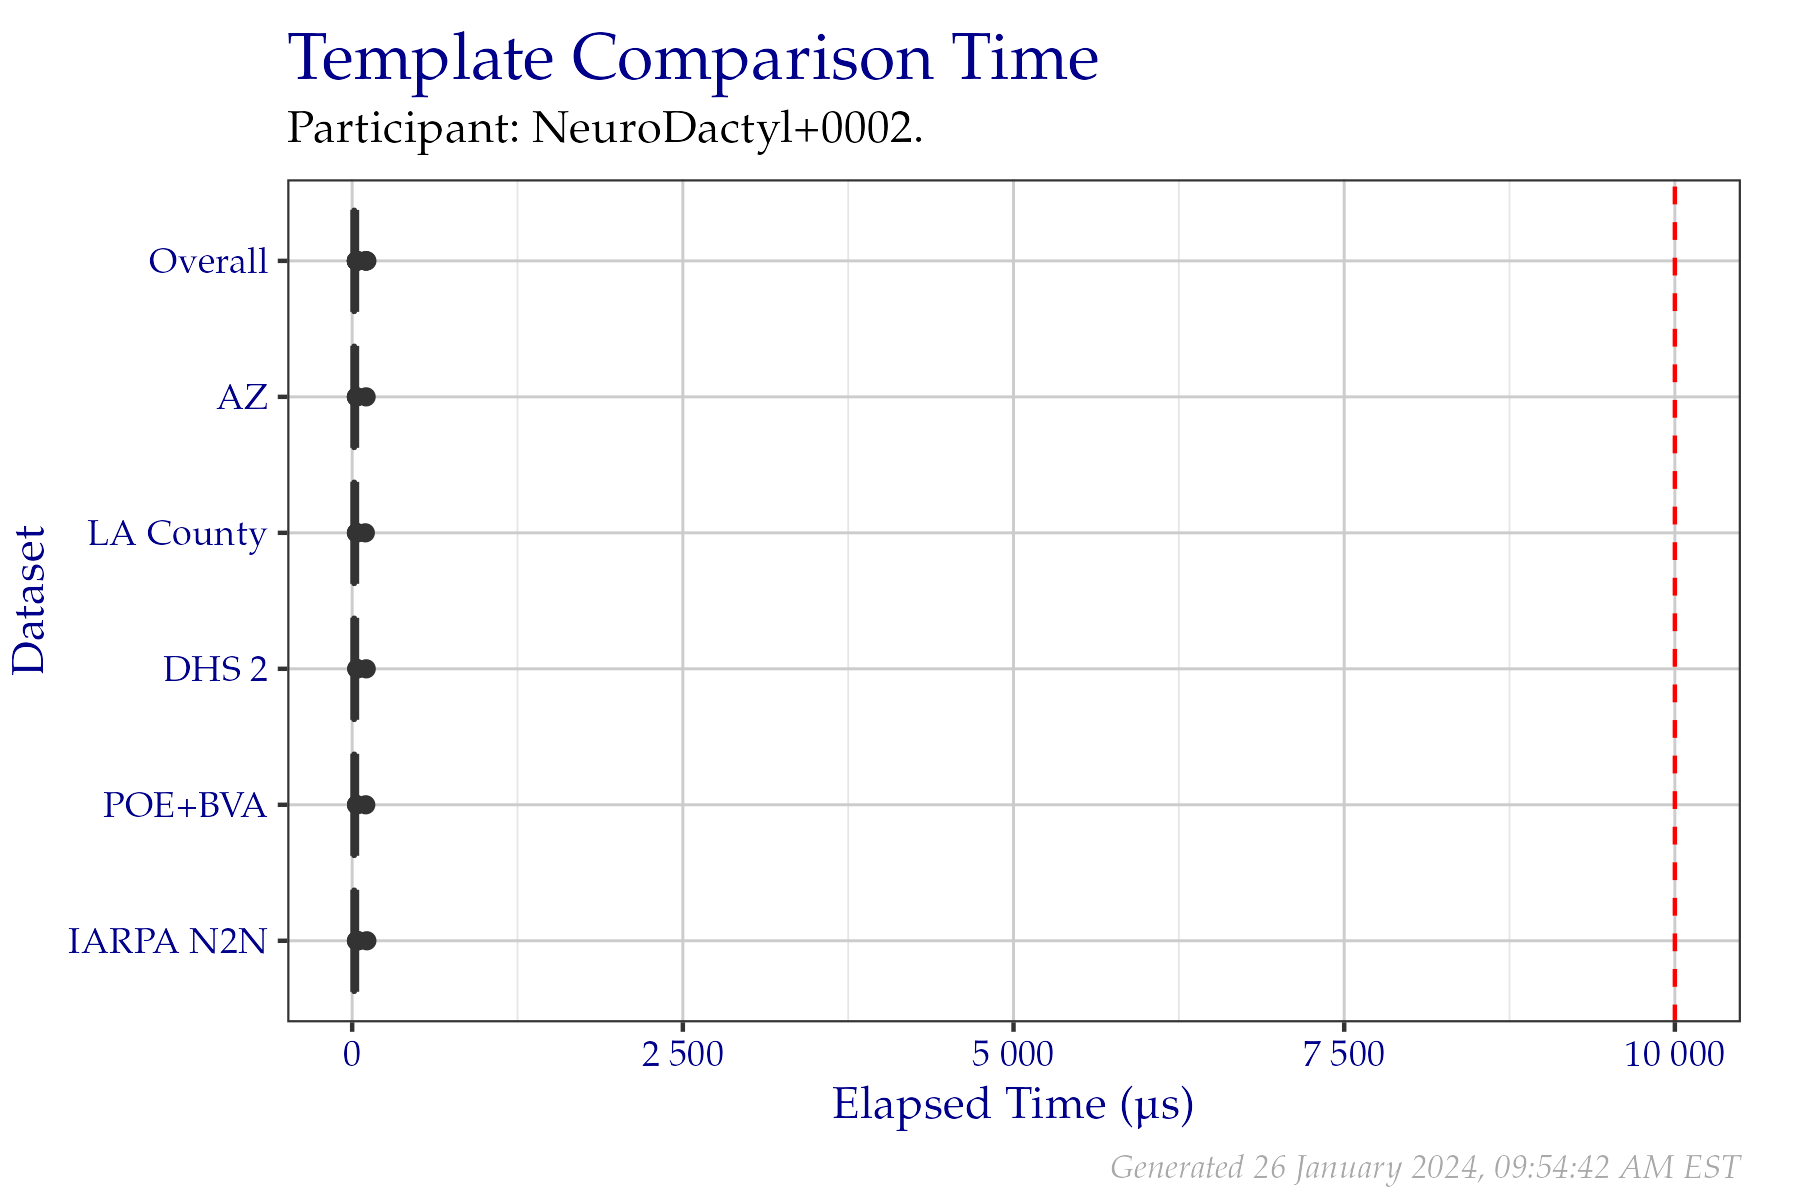 Template Comparison Time
Participant: NeuroDactyl+0002.
Dataset
Overall
AZ
LA County
DHS 2
POE+BVA
IARPA N2N
0
2 500
5 000
7 500
10 000
Elapsed Time (µs)
Generated 26 January 2024, 09:54:42 AM EST